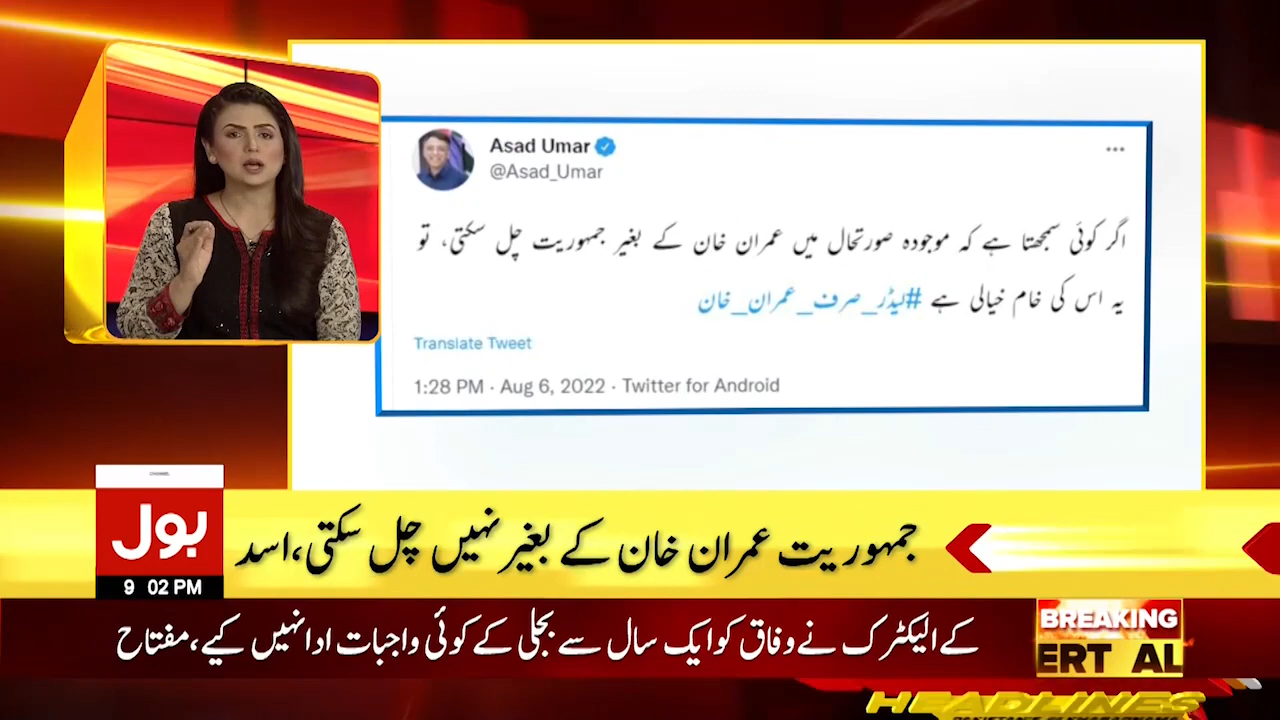 Asad Umar
@Asad_Umar
اگر کوئی سمجھتا ہے کہ موجودہ صورتحال میں عمران خان کے بغیر جمہوریت چل سکتی، تو
یہ اس کی خام خیالی ہے #لیڈر_صرف_عمران_خان
Translate Tweet
1:28 PM · Aug 6, 2022 · Twitter for Android
جمہوریت عمران خان کے بغیر نہیں چل سکتی، اسد
بول
9 02 PM
کے الیکٹرک نے وفاق کو ایک سال سے بجلی کے کوئی واجبات ادا نہیں کیے، مفتاح
BREAKING
ERT AL
HEADLINES